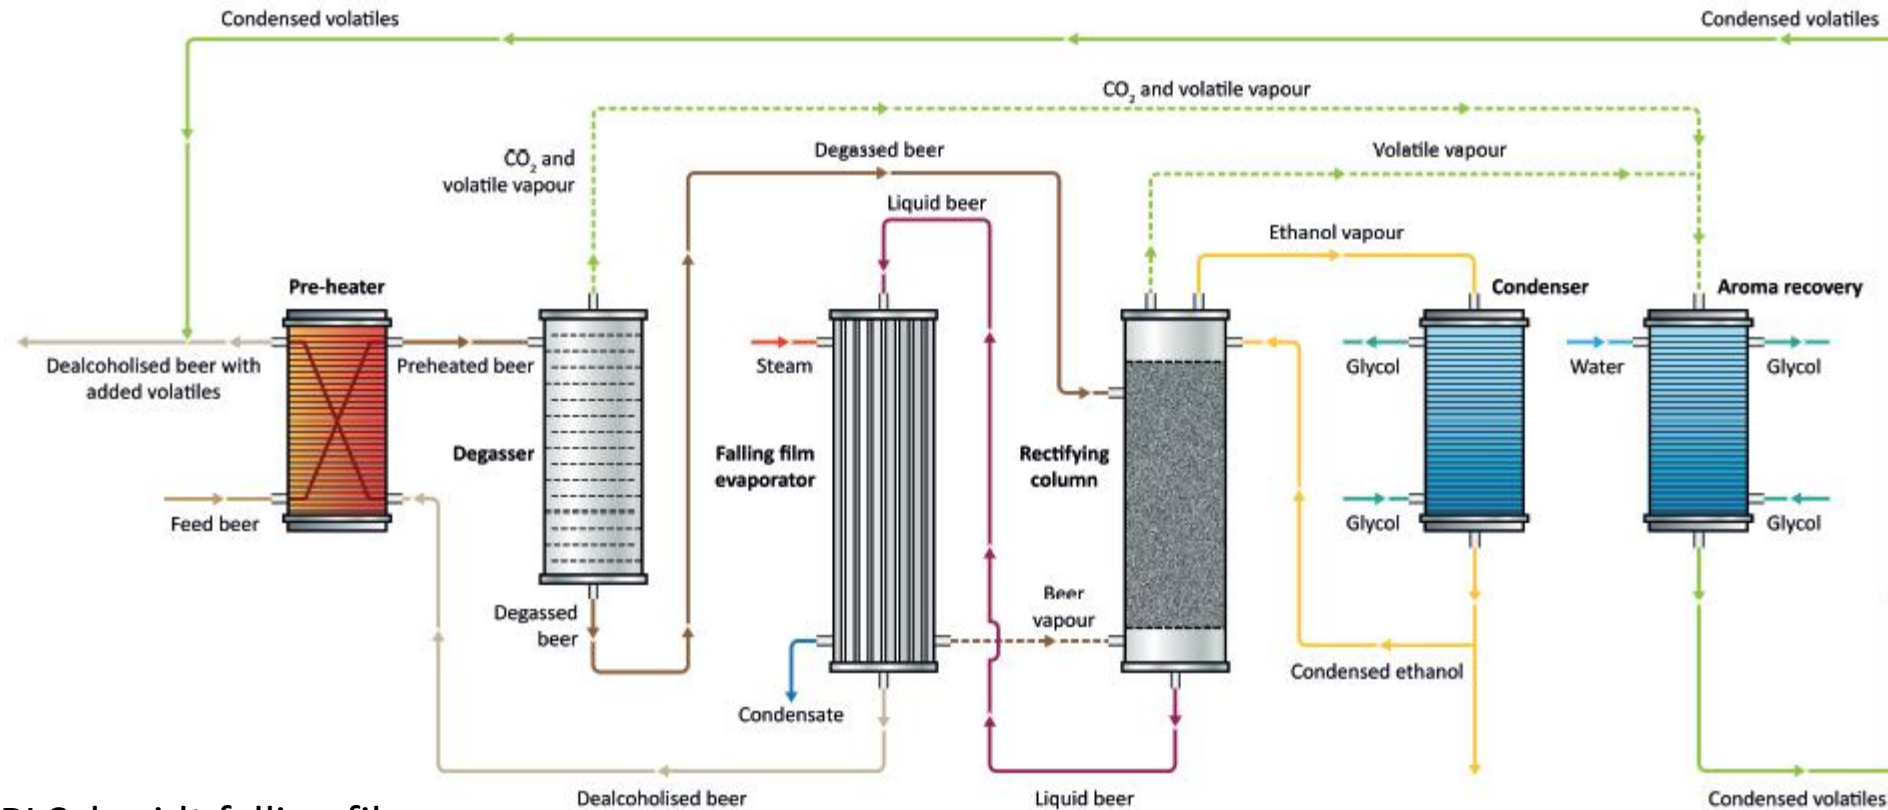 Condensed volatiles
Condensed volatiles
CO₂ and volatile vapour
CO₂ and
volatile vapour
Degassed beer
Volatile vapour
Liquid beer
Ethanol vapour
Pre-heater
Condenser
Aroma recovery
Dealcoholised beer with
added volatiles
Preheated beer
Steam
Glycol
Water
Glycol
Degasser
Falling film
evaporator
Rectifying
column
Feed beer
Glycol
Glycol
Degassed
beer
Beer
vapour
Condensed ethanol
Condensate
Dealcoholised beer
Liquid beer
Condensed volatiles